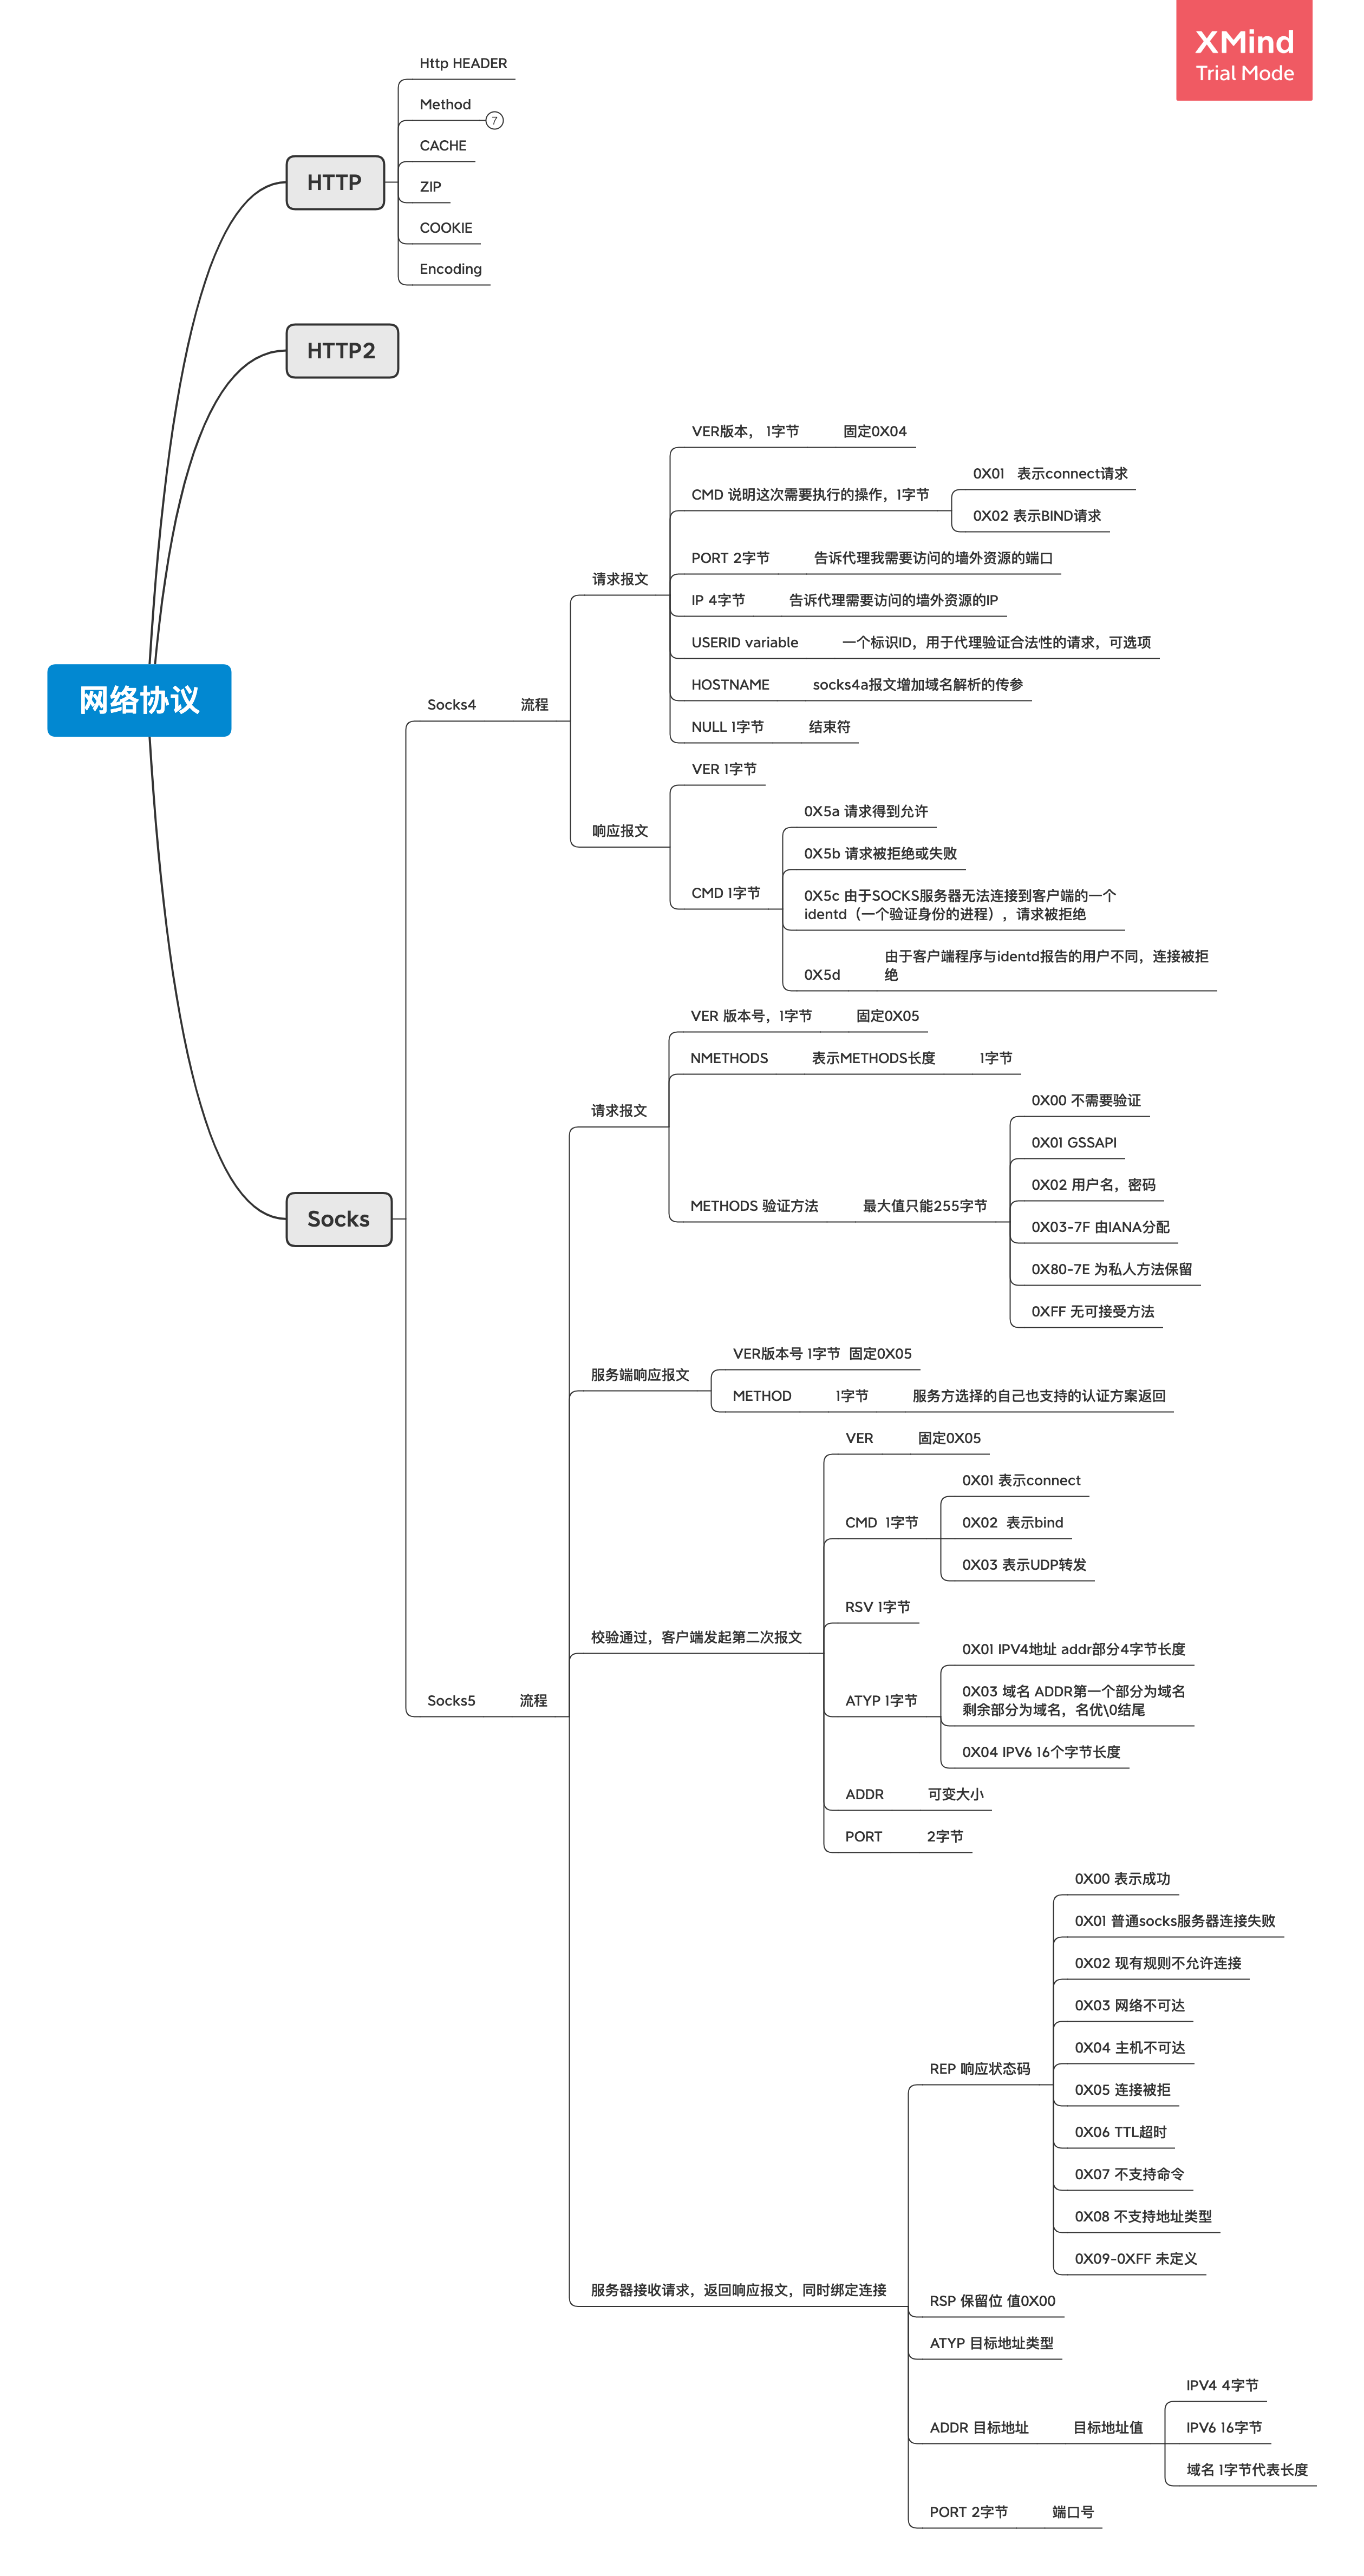 XMind
Trial Mode
网络协议
HTTP
Http HEADER
Method
7
CACHE
ZIP
COOKIE
Encoding
HTTP2
Socks
Socks4
流程
请求报文
VER版本， 1字节
固定0X04
CMD 说明这次需要执行的操作，1字节
0X01 表示connect请求
0X02 表示BIND请求
PORT 2字节
告诉代理我需要访问的墙外资源的端口
IP 4字节
告诉代理需要访问的墙外资源的IP
USERID variable
一个标识ID，用于代理验证合法性的请求，可选项
HOSTNAME
socks4a报文增加域名解析的传参
NULL 1字节
结束符
响应报文
VER 1字节
CMD 1字节
0X5a 请求得到允许
0X5b 请求被拒绝或失败
0X5c 由于SOCKS服务器无法连接到客户端的一个
identd（一个验证身份的进程），请求被拒绝
0X5d
由于客户端程序与identd报告的用户不同，连接被拒
绝
Socks5
流程
请求报文
VER 版本号，1字节
固定0X05
NMETHODS
表示METHODS长度
1字节
METHODS 验证方法
最大值只能255字节
0X00 不需要验证
0X01 GSSAPI
0X02 用户名，密码
0X03-7F 由IANA分配
0X80-7E 为私人方法保留
0XFF 无可接受方法
服务端响应报文
VER版本号 1字节 固定0X05
METHOD
1字节
服务方选择的自己也支持的认证方案返回
校验通过，客户端发起第二次报文
VER
固定0X05
CMD 1字节
0X01 表示connect
0X02 表示bind
0X03 表示UDP转发
RSV 1字节
ATYP 1字节
0X01 IPV4地址 addr部分4字节长度
0X03 域名 ADDR第一个部分为域名
剩余部分为域名，名优\0结尾
0X04 IPV6 16个字节长度
ADDR
可变大小
PORT
2字节
服务器接收请求，返回响应报文，同时绑定连接
REP 响应状态码
0X00 表示成功
0X01 普通socks服务器连接失败
0X02 现有规则不允许连接
0X03 网络不可达
0X04 主机不可达
0X05 连接被拒
0X06 TTL超时
0X07 不支持命令
0X08 不支持地址类型
0X09-0XFF 未定义
RSP 保留位 值0X00
ATYP 目标地址类型
ADDR 目标地址
目标地址值
IPV4 4字节
IPV6 16字节
域名 1字节代表长度
PORT 2字节
端口号